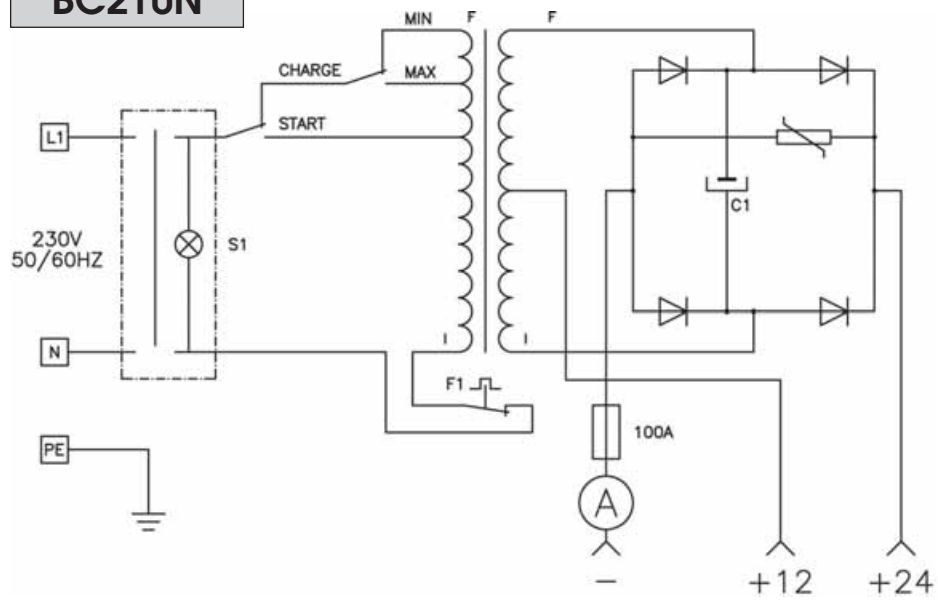 BC210N
MIN F F
CHARGE MAX
START
L1
C1
230V
50/60HZ
S1
N I I
F1
100A
PE
A
- +12 +24